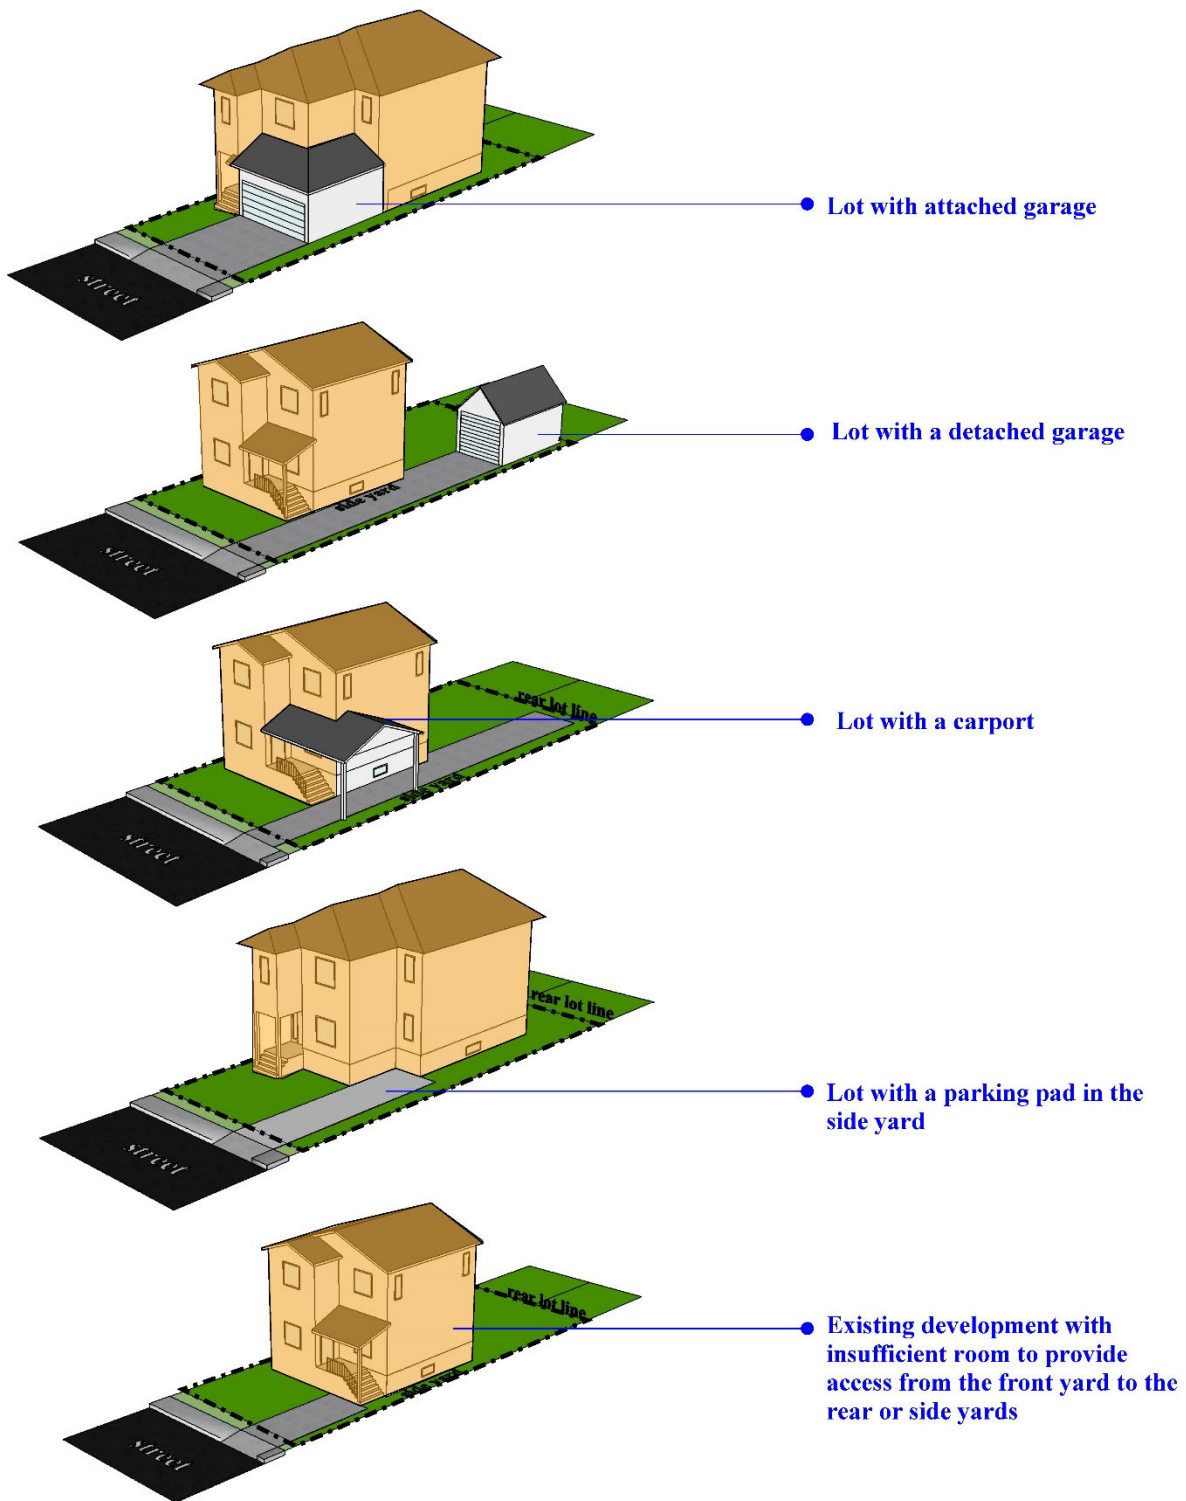 street
Lot with attached garage
street
side yard
Lot with a detached garage
street
side yard
rear lot line
Lot with a carport
street
rear lot line
Lot with a parking pad in the
side yard
street
side yard
rear lot line
Existing development with
insufficient room to provide
access from the front yard to the
rear or side yards